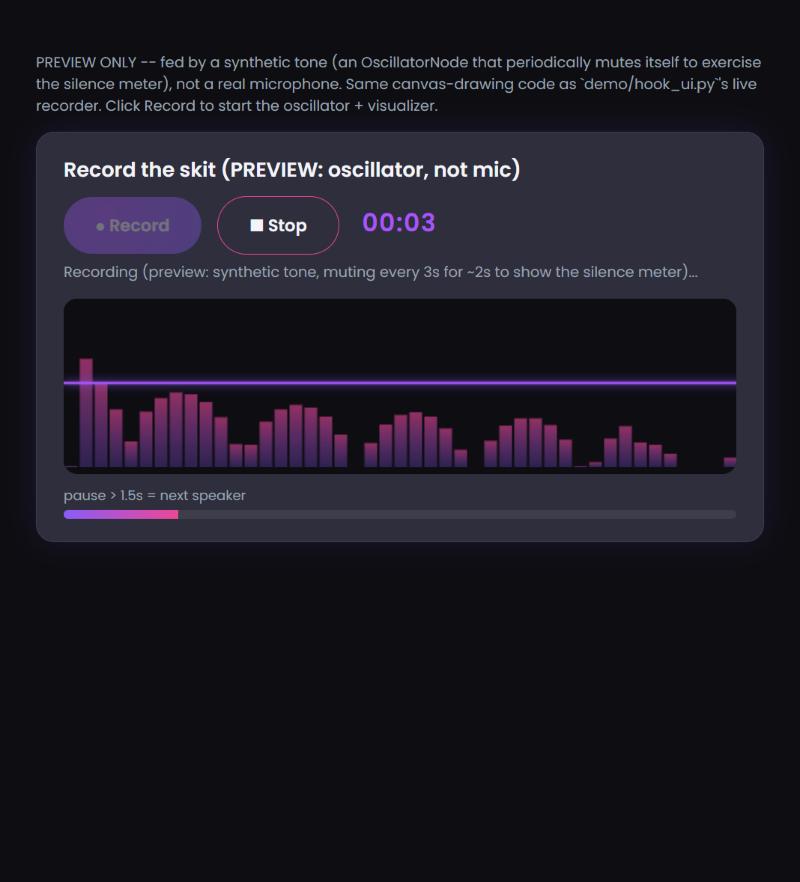 PREVIEW ONLY -- fed by a synthetic tone (an OscillatorNode that periodically mutes itself to exercise
the silence meter), not a real microphone. Same canvas-drawing code as `demo/hook_ui.py`'s live
recorder. Click Record to start the oscillator + visualizer.
Record the skit (PREVIEW: oscillator, not mic)
● Record
■ Stop
00:03
Recording (preview: synthetic tone, muting every 3s for ~2s to show the silence meter)...
pause > 1.5s = next speaker